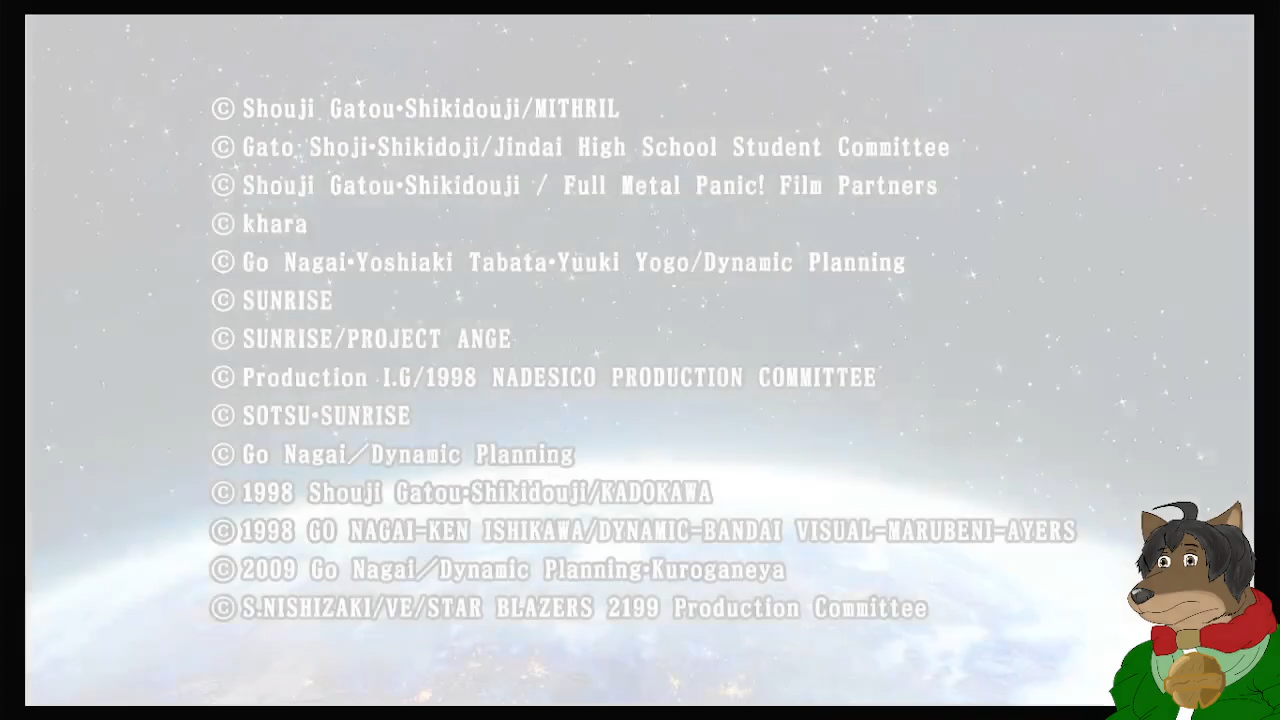 © Shouji Gatou•Shikidouji/MITHRIL
© Gato Shoji•Shikidoji/Jindai High School Student Committee
© Shouji Gatou•Shikidouji / Full Metal Panic! Film Partners
© khara
© Go Nagai•Yoshiaki Tabata•Yuuki Yogo/Dynamic Planning
© SUNRISE
© SUNRISE/PROJECT ANGE
© Production I.G/1998 NADESICO PRODUCTION COMMITTEE
© SOTSU•SUNRISE
© Go Nagai／Dynamic Planning
© 1998 Shouji Gatou•Shikidouji/KADOKAWA
© 1998 GO NAGAI-KEN ISHIKAWA/DYNAMIC-BANDAI VISUAL-MARUBENI-AYERS
© 2009 Go Nagai／Dynamic Planning•Kuroganeya
© S.NISHIZAKI/VE/STAR BLAZERS 2199 Production Committee